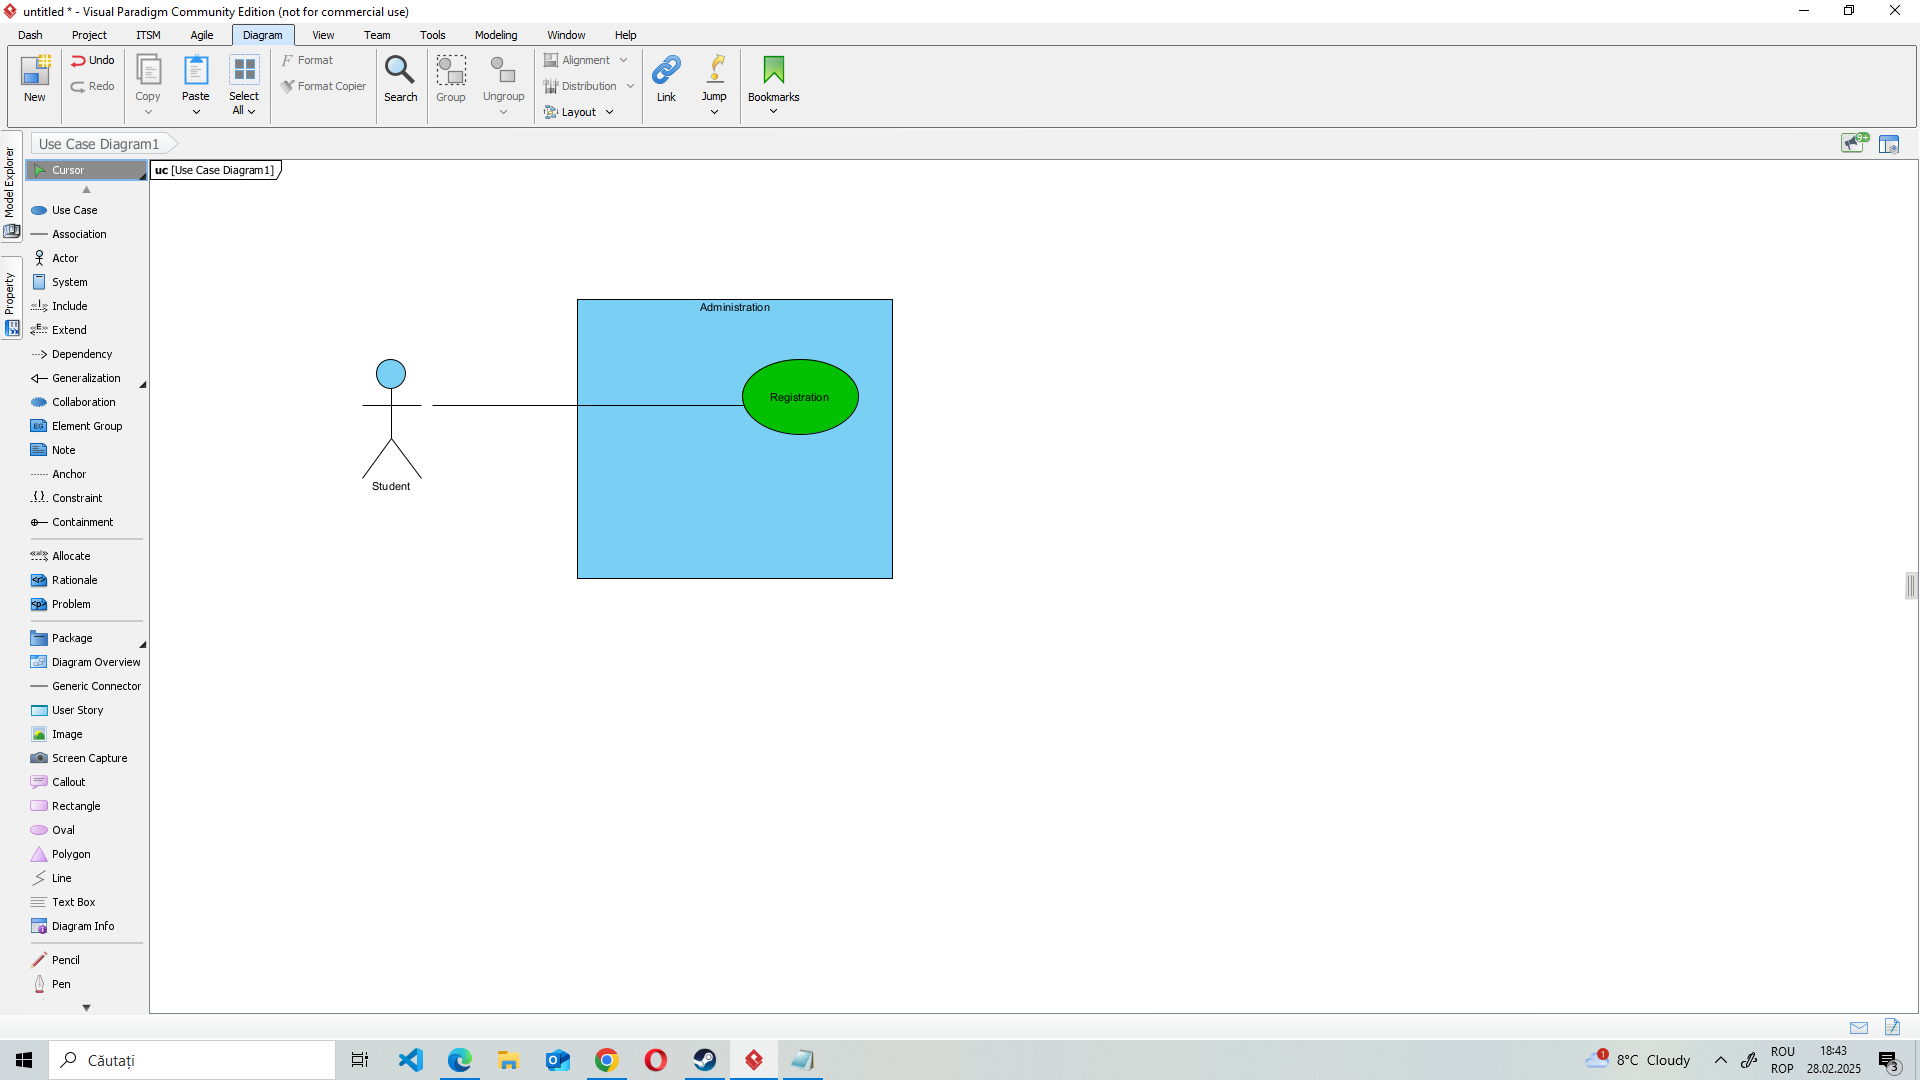 untitled * - Visual Paradigm Community Edition (not for commercial use)
Dash Project ITSM Agile Diagram View Team Tools Modeling Window Help
New
Undo
Redo
Copy
Paste
Select All
Format
Format Copier
Search
Group
Ungroup
Alignment
Distribution
Layout
Link
Jump
Bookmarks
Use Case Diagram1
9+
Model Explorer
Property
Cursor
Use Case
Association
Actor
System
Include
Extend
Dependency
Generalization
Collaboration
Element Group
Note
Anchor
Constraint
Containment
Allocate
Rationale
Problem
Package
Diagram Overview
Generic Connector
User Story
Image
Screen Capture
Callout
Rectangle
Oval
Polygon
Line
Text Box
Diagram Info
Pencil
Pen
uc [Use Case Diagram1]
Administration
Registration
Student
Căutați
1
8°C Cloudy
ROU
ROP
18:43
28.02.2025
3